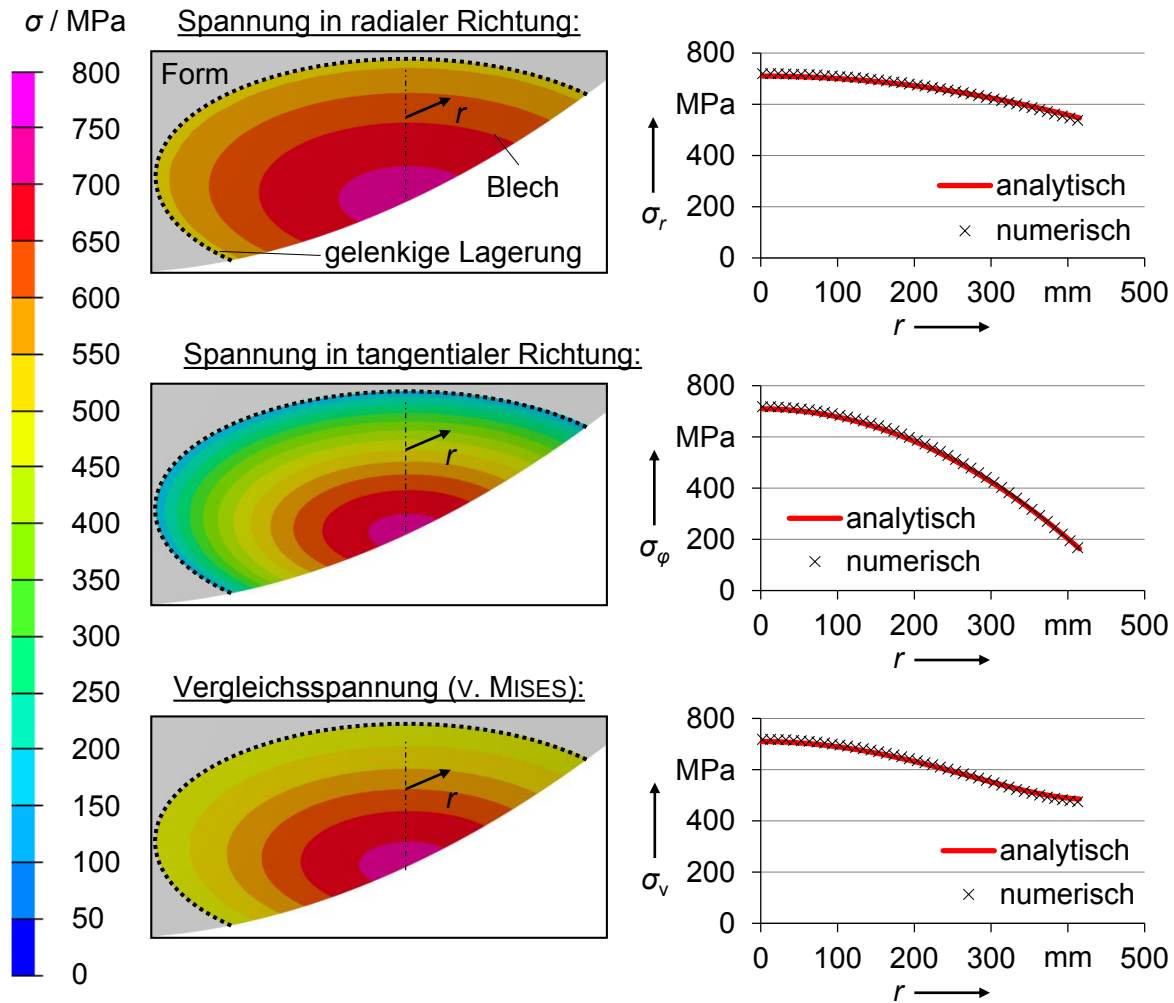 σ / MPa
800
750
700
650
600
550
500
450
400
350
300
250
200
150
100
50
0
Spannung in radialer Richtung:
Form
r
Blech
gelenkige Lagerung
800
MPa
400
200
0
σr
analytisch
numerisch
0 100 200 300 mm 500
r
Spannung in tangentialer Richtung:
r
800
MPa
400
200
0
σφ
analytisch
numerisch
0 100 200 300 mm 500
r
Vergleichsspannung (V. MISES):
r
800
MPa
400
200
0
σv
analytisch
numerisch
0 100 200 300 mm 500
r